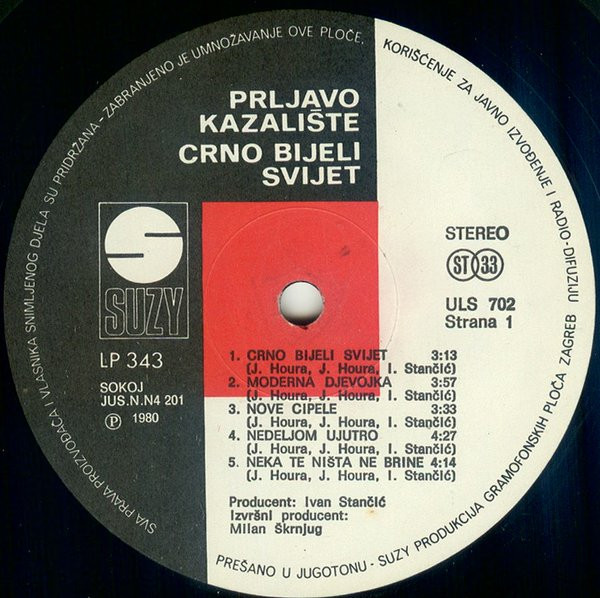 SVA PRAVA PROIZVOĐAČA I VLASNIKA SNIMLJENOG DJELA SU PRIDRŽANA - ZABRANJENO JE UMNOŽAVANJE OVE PLOČE, KORIŠĆENJE ZA JAVNO IZVOĐENJE I RADIO-DIFUZIJU
PRLJAVO
KAZALIŠTE
CRNO BIJELI
SVIJET
S
SUZY
LP 343
SOKOJ
JUS.N.N4 201
Ⓟ 1980
STEREO
ST 33
ULS 702
Strana 1
1. CRNO BIJELI SVIJET 3:13
(J. Houra, J. Houra, I. Stančić)
2. MODERNA DJEVOJKA 3:57
(J. Houra, J. Houra, I. Stančić)
3. NOVE CIPELE 3:33
(J. Houra, J. Houra, I. Stančić)
4. NEDELJOM UJUTRO 4:27
(J. Houra, J. Houra, I. Stančić)
5. NEKA TE NIŠTA NE BRINE 4:14
(J. Houra, J. Houra, I. Stančić)
Producent: Ivan Stančić
Izvršni producent:
Milan Škrnjug
PREŠANO U JUGOTONU - SUZY PRODUKCIJA GRAMOFONSKIH PLOČA ZAGREB